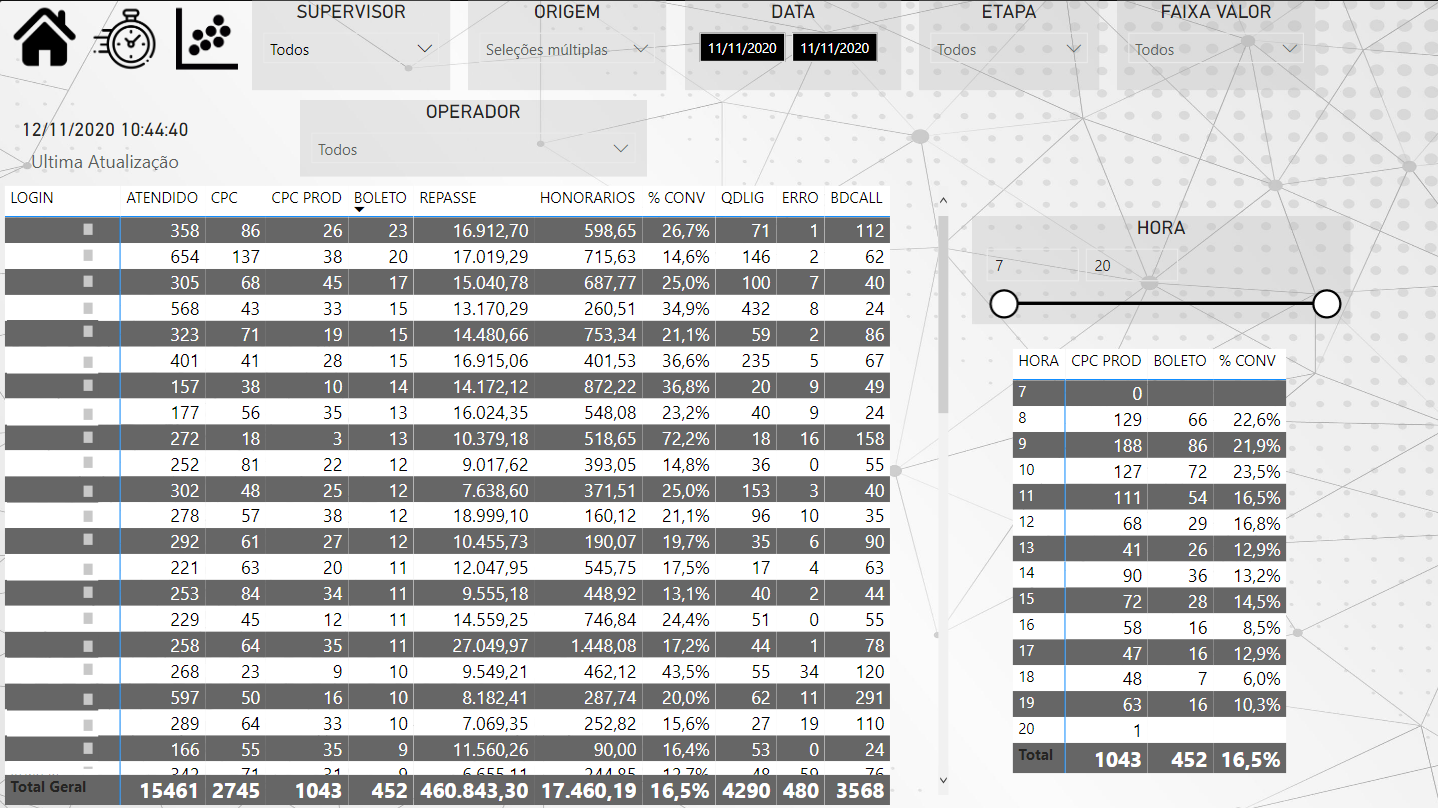 SUPERVISOR ORIGEM DATA ETAPA FAIXA VALOR
Todos Seleções múltiplas 11/11/2020 11/11/2020 Todos Todos
OPERADOR
Todos
12/11/2020 10:44:40
Ultima Atualização
LOGIN ATENDIDO CPC CPC PROD BOLETO REPASSE HONORARIOS % CONV QDLIG ERRO BDCALL
358 86 26 23 16.912,70 598,65 26,7% 71 1 112
654 137 38 20 17.019,29 715,63 14,6% 146 2 62
305 68 45 17 15.040,78 687,77 25,0% 100 7 40
568 43 33 15 13.170,29 260,51 34,9% 432 8 24
323 71 19 15 14.480,66 753,34 21,1% 59 2 86
401 41 28 15 16.915,06 401,53 36,6% 235 5 67
157 38 10 14 14.172,12 872,22 36,8% 20 9 49
177 56 35 13 16.024,35 548,08 23,2% 40 9 24
272 18 3 13 10.379,18 518,65 72,2% 18 16 158
252 81 22 12 9.017,62 393,05 14,8% 36 0 55
302 48 25 12 7.638,60 371,51 25,0% 153 3 40
278 57 38 12 18.999,10 160,12 21,1% 96 10 35
292 61 27 12 10.455,73 190,07 19,7% 35 6 90
221 63 20 11 12.047,95 545,75 17,5% 17 4 63
253 84 34 11 9.555,18 448,92 13,1% 40 2 44
229 45 12 11 14.559,25 746,84 24,4% 51 0 55
258 64 35 11 27.049,97 1.448,08 17,2% 44 1 78
268 23 9 10 9.549,21 462,12 43,5% 55 34 120
597 50 16 10 8.182,41 287,74 20,0% 62 11 291
289 64 33 10 7.069,35 252,82 15,6% 27 19 110
166 55 35 9 11.560,26 90,00 16,4% 53 0 24
342 71 31 9 6.655,11 244,85 12,7% 48 59 76
Total Geral 15461 2745 1043 452 460.843,30 17.460,19 16,5% 4290 480 3568
HORA
7 20
HORA CPC PROD BOLETO % CONV
7 0
8 129 66 22,6%
9 188 86 21,9%
10 127 72 23,5%
11 111 54 16,5%
12 68 29 16,8%
13 41 26 12,9%
14 90 36 13,2%
15 72 28 14,5%
16 58 16 8,5%
17 47 16 12,9%
18 48 7 6,0%
19 63 16 10,3%
20 1
Total 1043 452 16,5%